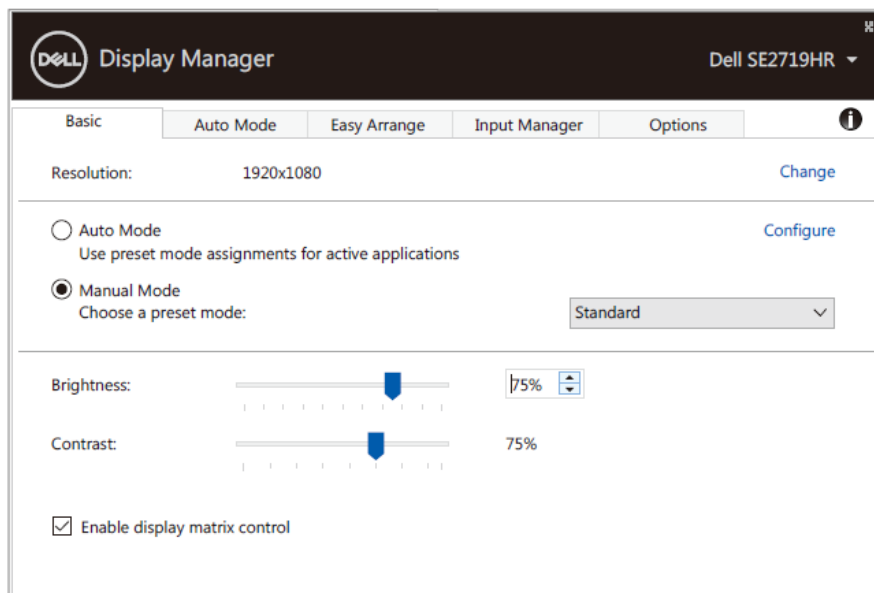 DELL Display Manager Dell SE2719HR
Basic Auto Mode Easy Arrange Input Manager Options i
Resolution: 1920x1080 Change
Auto Mode Configure
Use preset mode assignments for active applications
Manual Mode
Choose a preset mode: Standard
Brightness: 75%
Contrast: 75%
Enable display matrix control